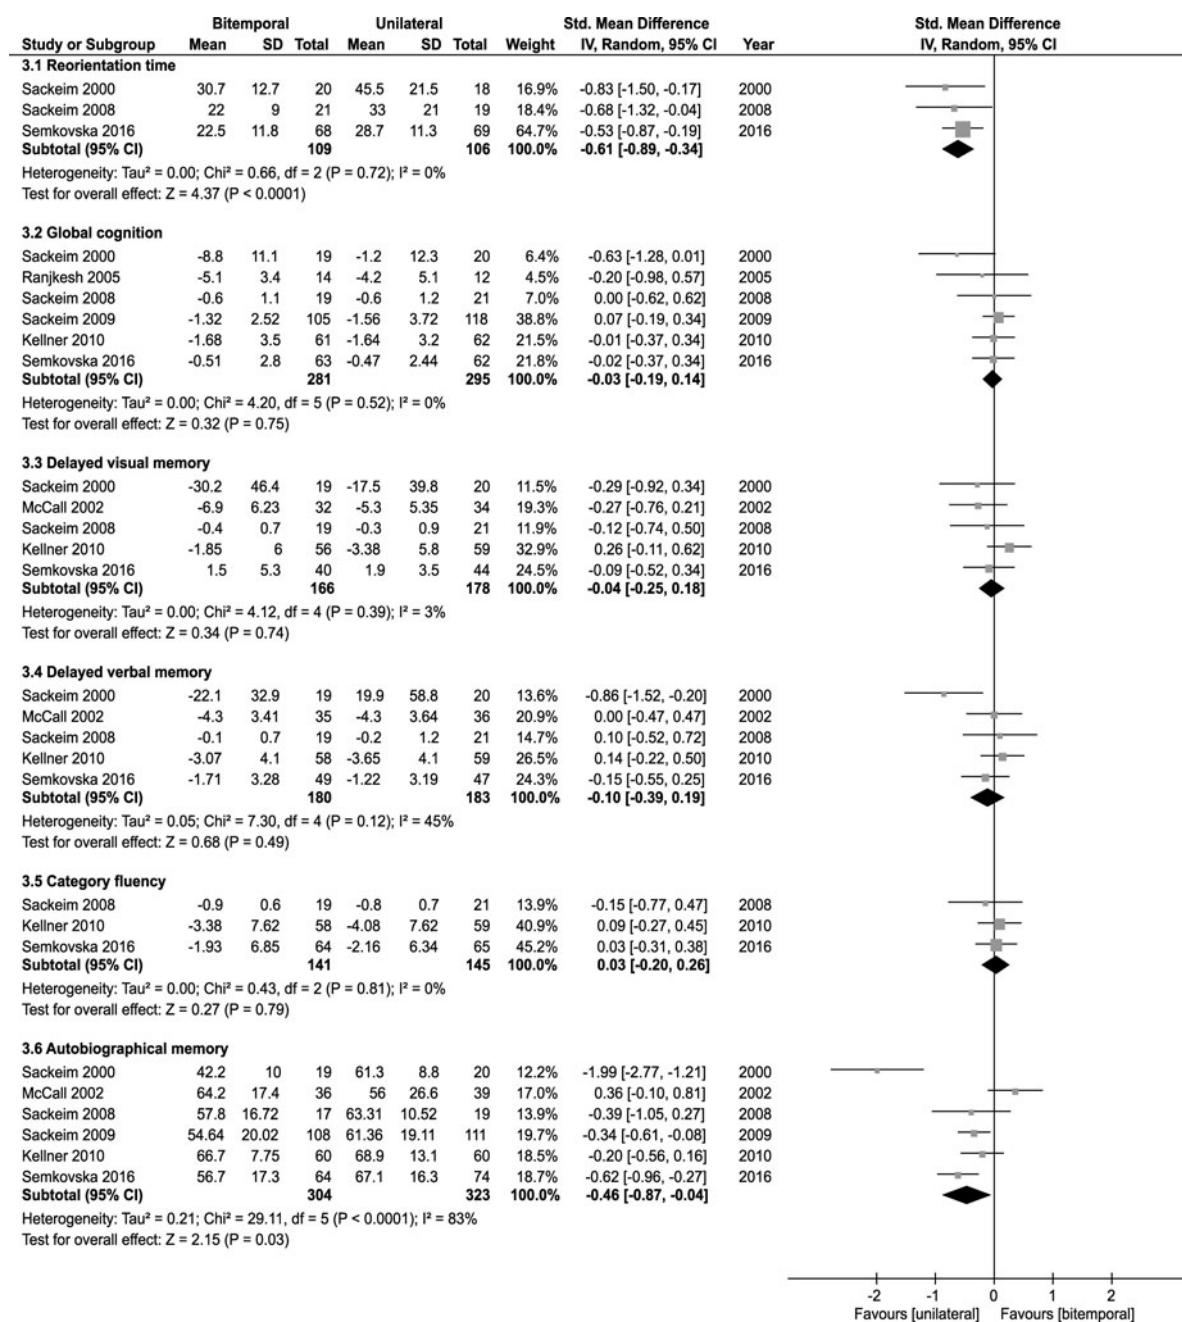 Bitemporal Unilateral Std. Mean Difference Std. Mean Difference
Study or Subgroup Mean SD Total Mean SD Total Weight IV, Random, 95% CI Year IV, Random, 95% CI
3.1 Reorientation time
Sackeim 2000 30.7 12.7 20 45.5 21.5 18 16.9% -0.83 [-1.50, -0.17] 2000
Sackeim 2008 22 9 21 33 21 19 18.4% -0.68 [-1.32, -0.04] 2008
Semkovska 2016 22.5 11.8 68 28.7 11.3 69 64.7% -0.53 [-0.87, -0.19] 2016
Subtotal (95% CI) 109 106 100.0% -0.61 [-0.89, -0.34]
Heterogeneity: Tau² = 0.00; Chi² = 0.66, df = 2 (P = 0.72); I² = 0%
Test for overall effect: Z = 4.37 (P < 0.0001)
3.2 Global cognition
Sackeim 2000 -8.8 11.1 19 -1.2 12.3 20 6.4% -0.63 [-1.28, 0.01] 2000
Ranjkesh 2005 -5.1 3.4 14 -4.2 5.1 12 4.5% -0.20 [-0.98, 0.57] 2005
Sackeim 2008 -0.6 1.1 19 -0.6 1.2 21 7.0% 0.00 [-0.62, 0.62] 2008
Sackeim 2009 -1.32 2.52 105 -1.56 3.72 118 38.8% 0.07 [-0.19, 0.34] 2009
Kellner 2010 -1.68 3.5 61 -1.64 3.2 62 21.5% -0.01 [-0.37, 0.34] 2010
Semkovska 2016 -0.51 2.8 63 -0.47 2.44 62 21.8% -0.02 [-0.37, 0.34] 2016
Subtotal (95% CI) 281 295 100.0% -0.03 [-0.19, 0.14]
Heterogeneity: Tau² = 0.00; Chi² = 4.20, df = 5 (P = 0.52); I² = 0%
Test for overall effect: Z = 0.32 (P = 0.75)
3.3 Delayed visual memory
Sackeim 2000 -30.2 46.4 19 -17.5 39.8 20 11.5% -0.29 [-0.92, 0.34] 2000
McCall 2002 -6.9 6.23 32 -5.3 5.35 34 19.3% -0.27 [-0.76, 0.21] 2002
Sackeim 2008 -0.4 0.7 19 -0.3 0.9 21 11.9% -0.12 [-0.74, 0.50] 2008
Kellner 2010 -1.85 6 56 -3.38 5.8 59 32.9% 0.26 [-0.11, 0.62] 2010
Semkovska 2016 1.5 5.3 40 1.9 3.5 44 24.5% -0.09 [-0.52, 0.34] 2016
Subtotal (95% CI) 166 178 100.0% -0.04 [-0.25, 0.18]
Heterogeneity: Tau² = 0.00; Chi² = 4.12, df = 4 (P = 0.39); I² = 3%
Test for overall effect: Z = 0.34 (P = 0.74)
3.4 Delayed verbal memory
Sackeim 2000 -22.1 32.9 19 19.9 58.8 20 13.6% -0.86 [-1.52, -0.20] 2000
McCall 2002 -4.3 3.41 35 -4.3 3.64 36 20.9% 0.00 [-0.47, 0.47] 2002
Sackeim 2008 -0.1 0.7 19 -0.2 1.2 21 14.7% 0.10 [-0.52, 0.72] 2008
Kellner 2010 -3.07 4.1 58 -3.65 4.1 59 26.5% 0.14 [-0.22, 0.50] 2010
Semkovska 2016 -1.71 3.28 49 -1.22 3.19 47 24.3% -0.15 [-0.55, 0.25] 2016
Subtotal (95% CI) 180 183 100.0% -0.10 [-0.39, 0.19]
Heterogeneity: Tau² = 0.05; Chi² = 7.30, df = 4 (P = 0.12); I² = 45%
Test for overall effect: Z = 0.68 (P = 0.49)
3.5 Category fluency
Sackeim 2008 -0.9 0.6 19 -0.8 0.7 21 13.9% -0.15 [-0.77, 0.47] 2008
Kellner 2010 -3.38 7.62 58 -4.08 7.62 59 40.9% 0.09 [-0.27, 0.45] 2010
Semkovska 2016 -1.93 6.85 64 -2.16 6.34 65 45.2% 0.03 [-0.31, 0.38] 2016
Subtotal (95% CI) 141 145 100.0% 0.03 [-0.20, 0.26]
Heterogeneity: Tau² = 0.00; Chi² = 0.43, df = 2 (P = 0.81); I² = 0%
Test for overall effect: Z = 0.27 (P = 0.79)
3.6 Autobiographical memory
Sackeim 2000 42.2 10 19 61.3 8.8 20 12.2% -1.99 [-2.77, -1.21] 2000
McCall 2002 64.2 17.4 36 56 26.6 39 17.0% 0.36 [-0.10, 0.81] 2002
Sackeim 2008 57.8 16.72 17 63.31 10.52 19 13.9% -0.39 [-1.05, 0.27] 2008
Sackeim 2009 54.64 20.02 108 61.36 19.11 111 19.7% -0.34 [-0.61, -0.08] 2009
Kellner 2010 66.7 7.75 60 68.9 13.1 60 18.5% -0.20 [-0.56, 0.16] 2010
Semkovska 2016 56.7 17.3 64 67.1 16.3 74 18.7% -0.62 [-0.96, -0.27] 2016
Subtotal (95% CI) 304 323 100.0% -0.46 [-0.87, -0.04]
Heterogeneity: Tau² = 0.21; Chi² = 29.11, df = 5 (P < 0.0001); I² = 83%
Test for overall effect: Z = 2.15 (P = 0.03)
-2 -1 0 1 2
Favours [unilateral] Favours [bitemporal]